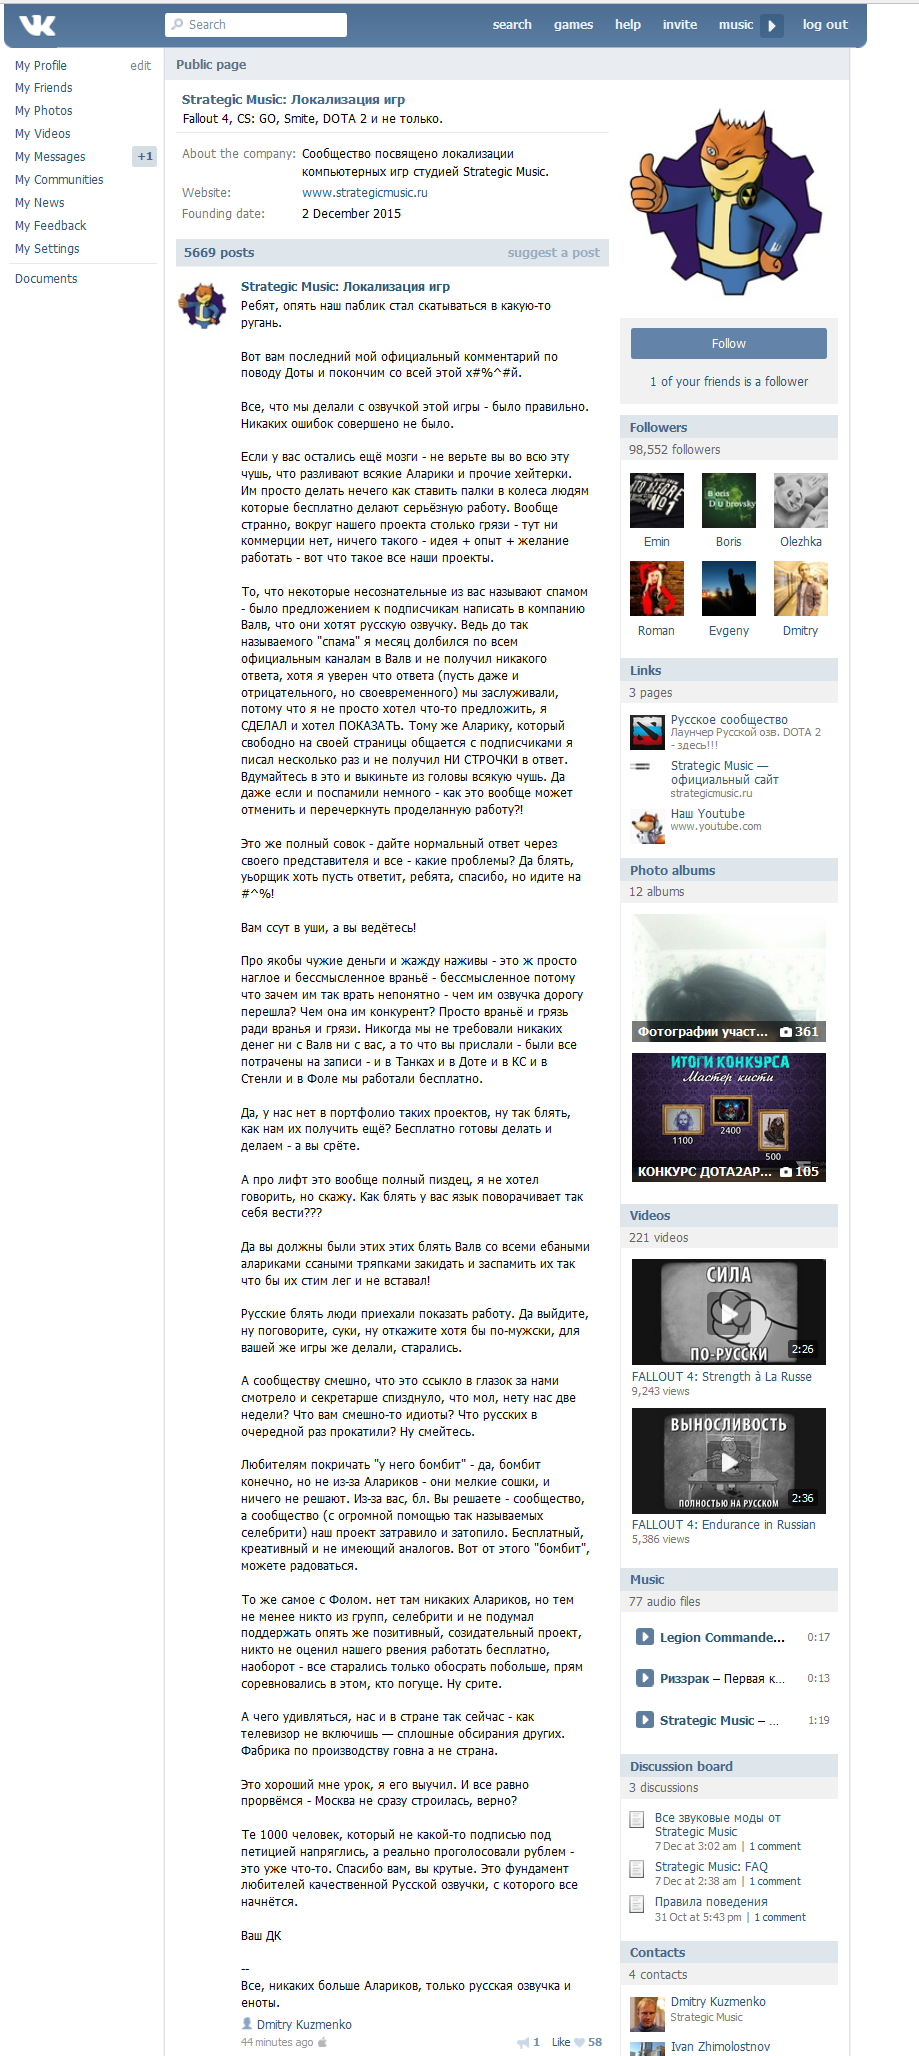 Search
search
games
help
invite
music
log out
My Profile
edit
My Friends
My Photos
My Videos
My Messages
+1
My Communities
My News
My Feedback
My Settings
Documents
Public page
Strategic Music: Локализация игр
Fallout 4, CS: GO, Smite, DOTA 2 и не только.
About the company: Сообщество посвящено локализации
компьютерных игр студией Strategic Music.
Website: www.strategicmusic.ru
Founding date: 2 December 2015
5669 posts
suggest a post
Strategic Music: Локализация игр
Ребят, опять наш паблик стал скатываться в какую-то
ругань.
Вот вам последний мой официальный комментарий по
поводу Доты и покончим со всей этой х#%^#й.
Все, что мы делали с озвучкой этой игры - было правильно.
Никаких ошибок совершено не было.
Если у вас остались ещё мозги - не верьте вы во всю эту
чушь, что разливают всякие Аларики и прочие хейтерки.
Им просто делать нечего как ставить палки в колеса людям
которые бесплатно делают серьёзную работу. Вообще
странно, вокруг нашего проекта столько грязи - тут ни
коммерции нет, ничего такого - идея + опыт + желание
работать - вот что такое все наши проекты.
То, что некоторые несознательные из вас называют спамом
- было предложением к подписчикам написать в компанию
Валв, что они хотят русскую озвучку. Ведь до так
называемого "спама" я месяц долбился по всем
официальным каналам в Валв и не получил никакого
ответа, хотя я уверен что ответа (пусть даже и
отрицательного, но своевременного) мы заслуживали,
потому что я не просто хотел что-то предложить, я
СДЕЛАЛ и хотел ПОКАЗАТЬ. Тому же Аларику, который
свободно на своей страницы общается с подписчиками я
писал несколько раз и не получил НИ СТРОЧКИ в ответ.
Вдумайтесь в это и выкиньте из головы всякую чушь. Да
даже если и поспамили немного - как это вообще может
отменить и перечеркнуть проделанную работу?!
Это же полный совок - дайте нормальный ответ через
своего представителя и все - какие проблемы? Да блять,
уьорщик хоть пусть ответит, ребята, спасибо, но идите на
#^%!
Вам ссут в уши, а вы ведётесь!
Про якобы чужие деньги и жажду наживы - это ж просто
наглое и бессмысленное враньё - бессмысленное потому
что зачем им так врать непонятно - чем им озвучка дорогу
перешла? Чем она им конкурент? Просто враньё и грязь
ради вранья и грязи. Никогда мы не требовали никаких
денег ни с Валв ни с вас, а то что вы прислали - были все
потрачены на записи - и в Танках и в Доте и в КС и в
Стенли и в Фоле мы работали бесплатно.
Да, у нас нет в портфолио таких проектов, ну так блять,
как нам их получить ещё? Бесплатно готовы делать и
делаем - а вы срёте.
А про лифт это вообще полный пиздец, я не хотел
говорить, но скажу. Как блять у вас язык поворачивает так
себя вести???
Да вы должны были этих этих блять Валв со всеми ебаными
алариками ссаными тряпками закидать и заспамить их так
что бы их стим лег и не вставал!
Русские блять люди приехали показать работу. Да выйдите,
ну поговорите, суки, ну откажите хотя бы по-мужски, для
вашей же игры же делали, старались.
А сообществу смешно, что это ссыкло в глазок за нами
смотрело и секретарше спизднуло, что мол, нету нас две
недели? Что вам смешно-то идиоты? Что русских в
очередной раз прокатили? Ну смейтесь.
Любителям покричать "у него бомбит" - да, бомбит
конечно, но не из-за Алариков - они мелкие сошки, и
ничего не решают. Из-за вас, бл. Вы решаете - сообщество,
а сообщество (с огромной помощью так называемых
селебрити) наш проект затравило и затопило. Бесплатный,
креативный и не имеющий аналогов. Вот от этого "бомбит",
можете радоваться.
То же самое с Фолом. нет там никаких Алариков, но тем
не менее никто из групп, селебрити и не подумал
поддержать опять же позитивный, созидательный проект,
никто не оценил нашего рвения работать бесплатно,
наоборот - все старались только обосрать побольше, прям
соревновались в этом, кто погуще. Ну срите.
А чего удивляться, нас и в стране так сейчас - как
телевизор не включишь — сплошные обсирания других.
Фабрика по производству говна а не страна.
Это хороший мне урок, я его выучил. И все равно
прорвёмся - Москва не сразу строилась, верно?
Те 1000 человек, который не какой-то подписью под
петицией напряглись, а реально проголосовали рублем -
это уже что-то. Спасибо вам, вы крутые. Это фундамент
любителей качественной Русской озвучки, с которого все
начнётся.
Ваш ДК
--
Все, никаких больше Алариков, только русская озвучка и
еноты.
Dmitry Kuzmenko
44 minutes ago
1
Like
58
Follow
1 of your friends is a follower
Followers
98,552 followers
Nº1
Boris
Dubrovsky
Emin
Boris
Olezhka
Roman
Evgeny
Dmitry
Links
3 pages
Русское сообщество
Лаунчер Русской озв. DOTA 2
- здесь!!!
Strategic Music —
официальный сайт
strategicmusic.ru
Наш Youtube
www.youtube.com
Photo albums
12 albums
Фотографии участ...
361
ИТОГИ КОНКУРСА
Мастер кисти
1100
2400
500
КОНКУРС ДОТА2АР...
105
Videos
221 videos
СИЛА
ПО-РУССКИ
2:26
FALLOUT 4: Strength à La Russe
9,243 views
ВЫНОСЛИВОСТЬ
ПОЛНОСТЬЮ НА РУССКОМ
2:36
FALLOUT 4: Endurance in Russian
5,386 views
Music
77 audio files
Legion Commande...
0:17
Риззрак – Первая к...
0:13
Strategic Music – ...
1:19
Discussion board
3 discussions
Все звуковые моды от
Strategic Music
7 Dec at 3:02 am | 1 comment
Strategic Music: FAQ
7 Dec at 2:38 am | 1 comment
Правила поведения
31 Oct at 5:43 pm | 1 comment
Contacts
4 contacts
Dmitry Kuzmenko
Strategic Music
Ivan Zhimolostnov